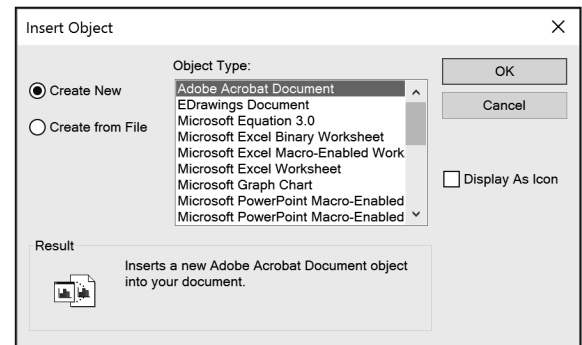 Insert Object
Object Type:
Create New
Create from File
Adobe Acrobat Document
EDrawings Document
Microsoft Equation 3.0
Microsoft Excel Binary Worksheet
Microsoft Excel Macro-Enabled Work
Microsoft Excel Worksheet
Microsoft Graph Chart
Microsoft PowerPoint Macro-Enabled
Microsoft PowerPoint Macro-Enabled
OK
Cancel
Display As Icon
Result
Inserts a new Adobe Acrobat Document object
into your document.